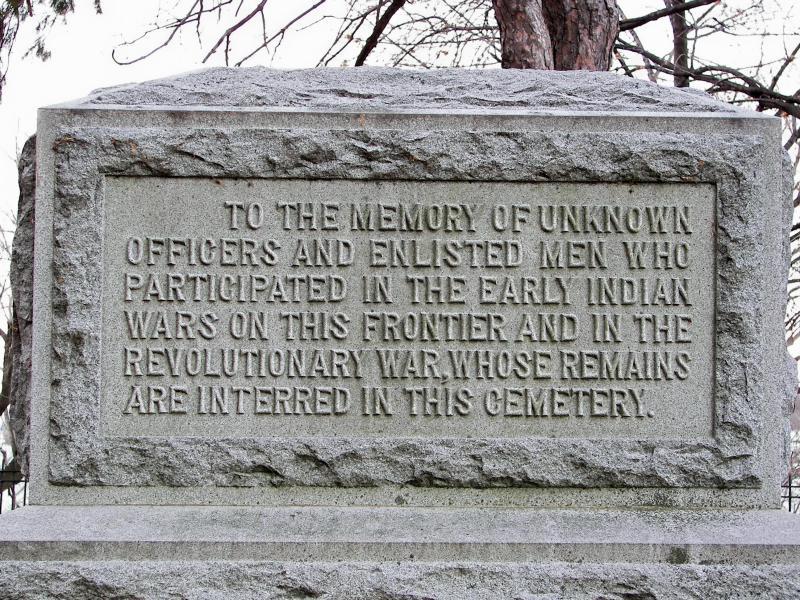 TO THE MEMORY OF UNKNOWN
OFFICERS AND ENLISTED MEN WHO
PARTICIPATED IN THE EARLY INDIAN
WARS ON THIS FRONTIER AND IN THE
REVOLUTIONARY WAR, WHOSE REMAINS
ARE INTERRED IN THIS CEMETERY.